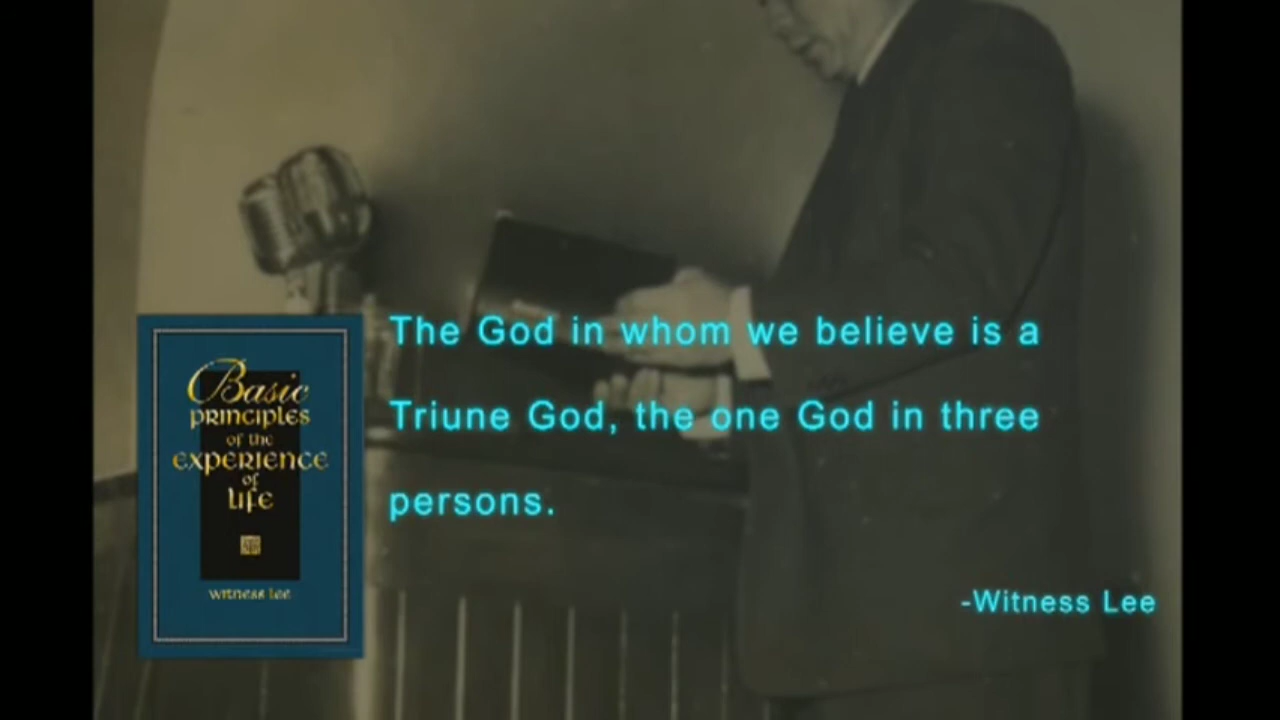 Basic
principles
of the
experience
of
life
witness lee
The God in whom we believe is a
Triune God, the one God in three
persons.
-Witness Lee